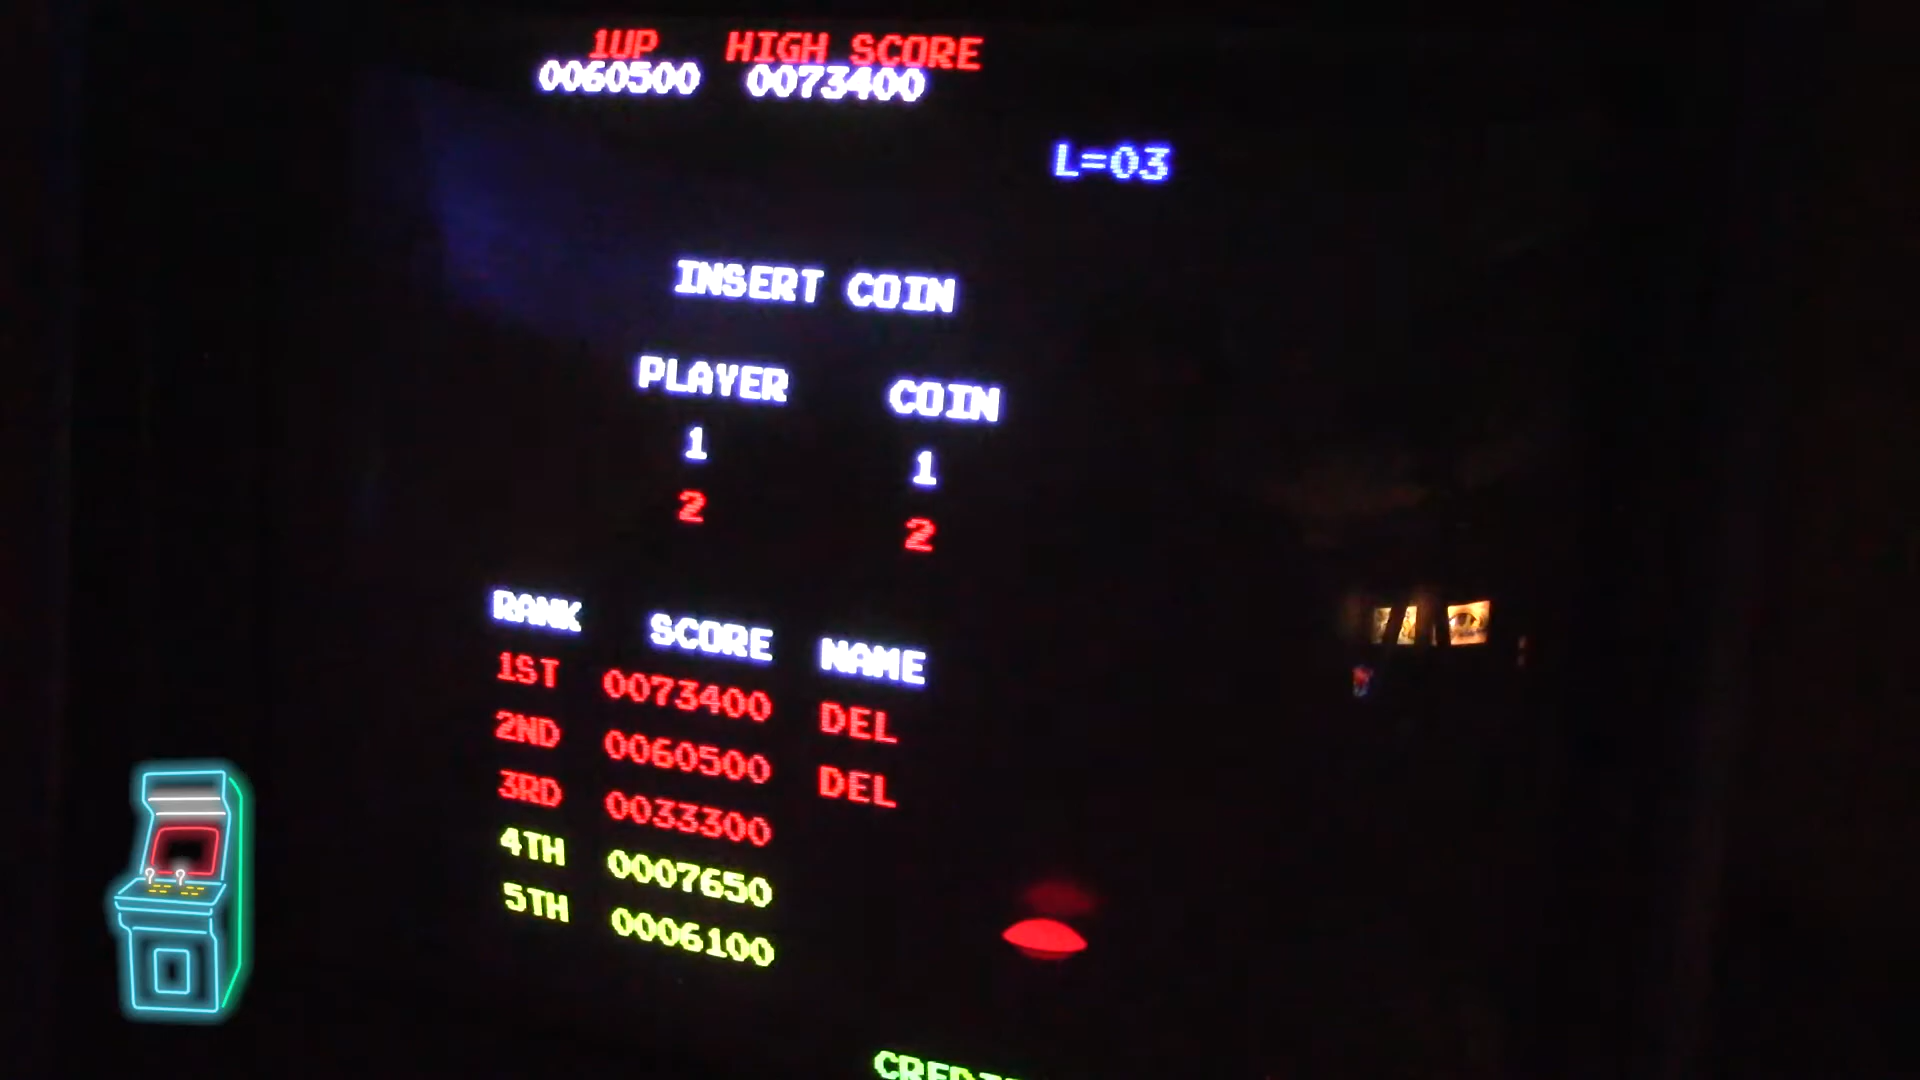 1UP HIGH SCORE
0060500 0073400
L=03
INSERT COIN
PLAYER COIN
1 1
2 2
RANK SCORE NAME
1ST 0073400 DEL
2ND 0060500 DEL
3RD 0033300
4TH 0007650
5TH 0006100